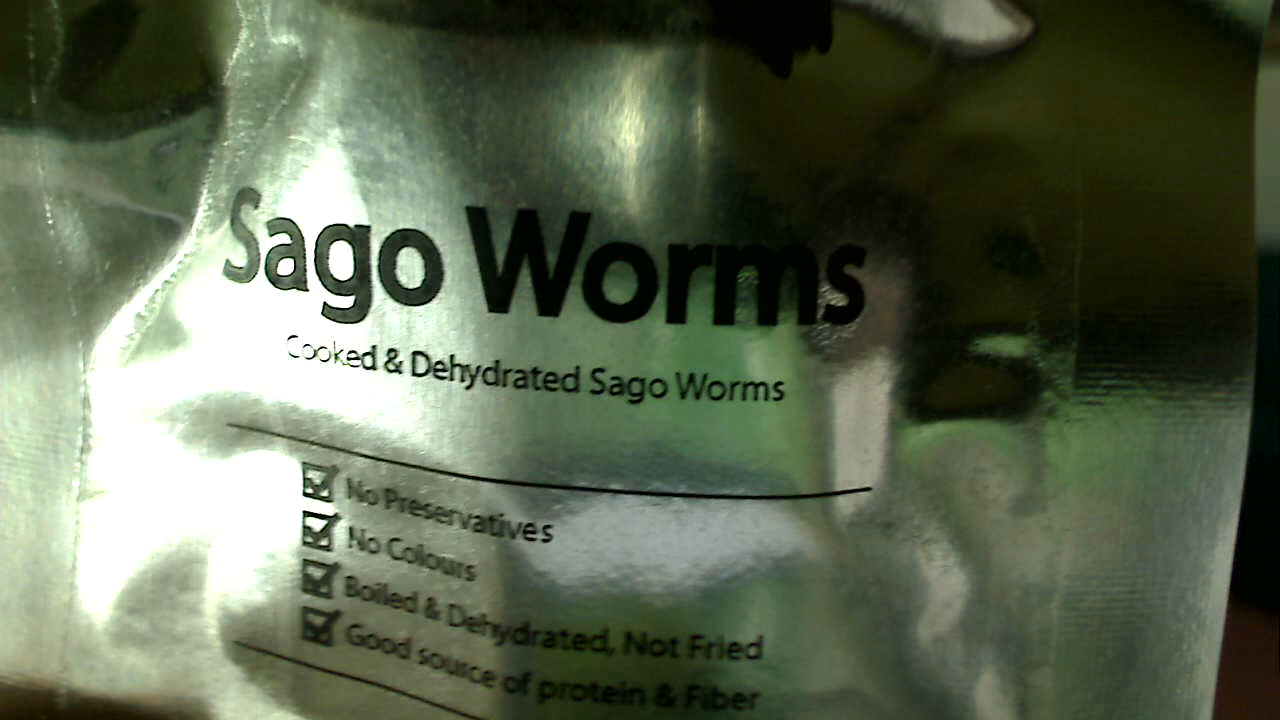 Sago Worms
Cooked & Dehydrated Sago Worms
No Preservatives
No Colours
Boiled & Dehydrated, Not Fried
Good source of protein & Fiber